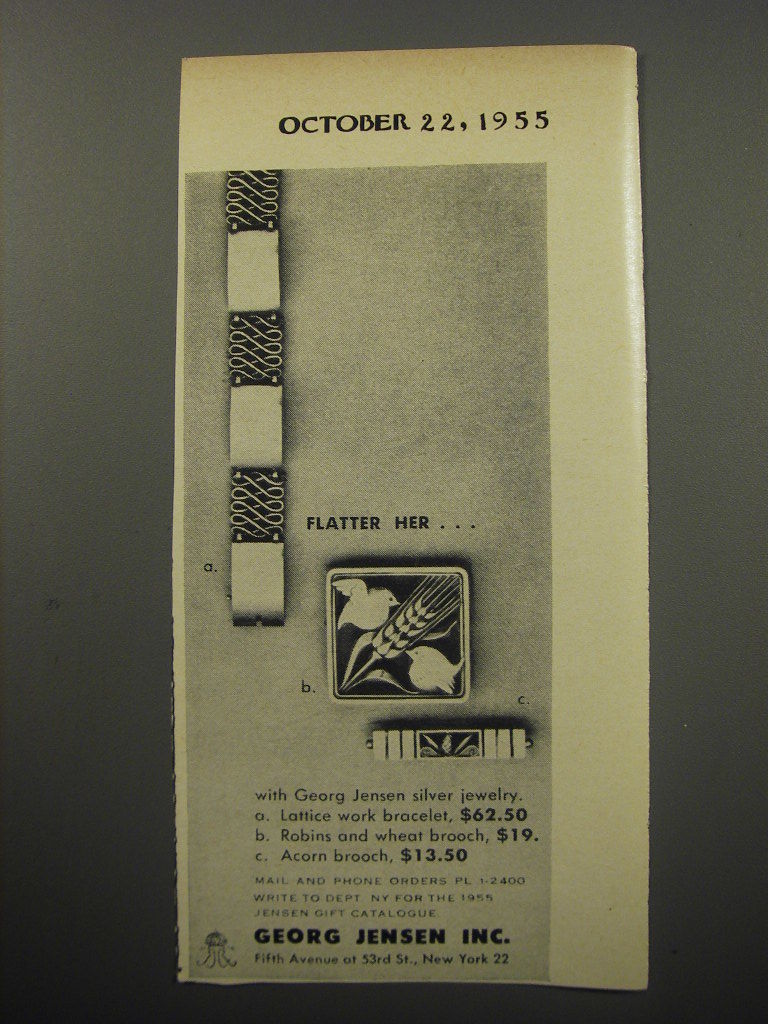 OCTOBER 22, 1955
FLATTER HER . . .
a.
b.
c.
with Georg Jensen silver jewelry.
a. Lattice work bracelet, $62.50
b. Robins and wheat brooch, $19.
c. Acorn brooch, $13.50
MAIL AND PHONE ORDERS PL 1-2400
WRITE TO DEPT. NY FOR THE 1955
JENSEN GIFT CATALOGUE
GEORG JENSEN INC.
Fifth Avenue at 53rd St., New York 22